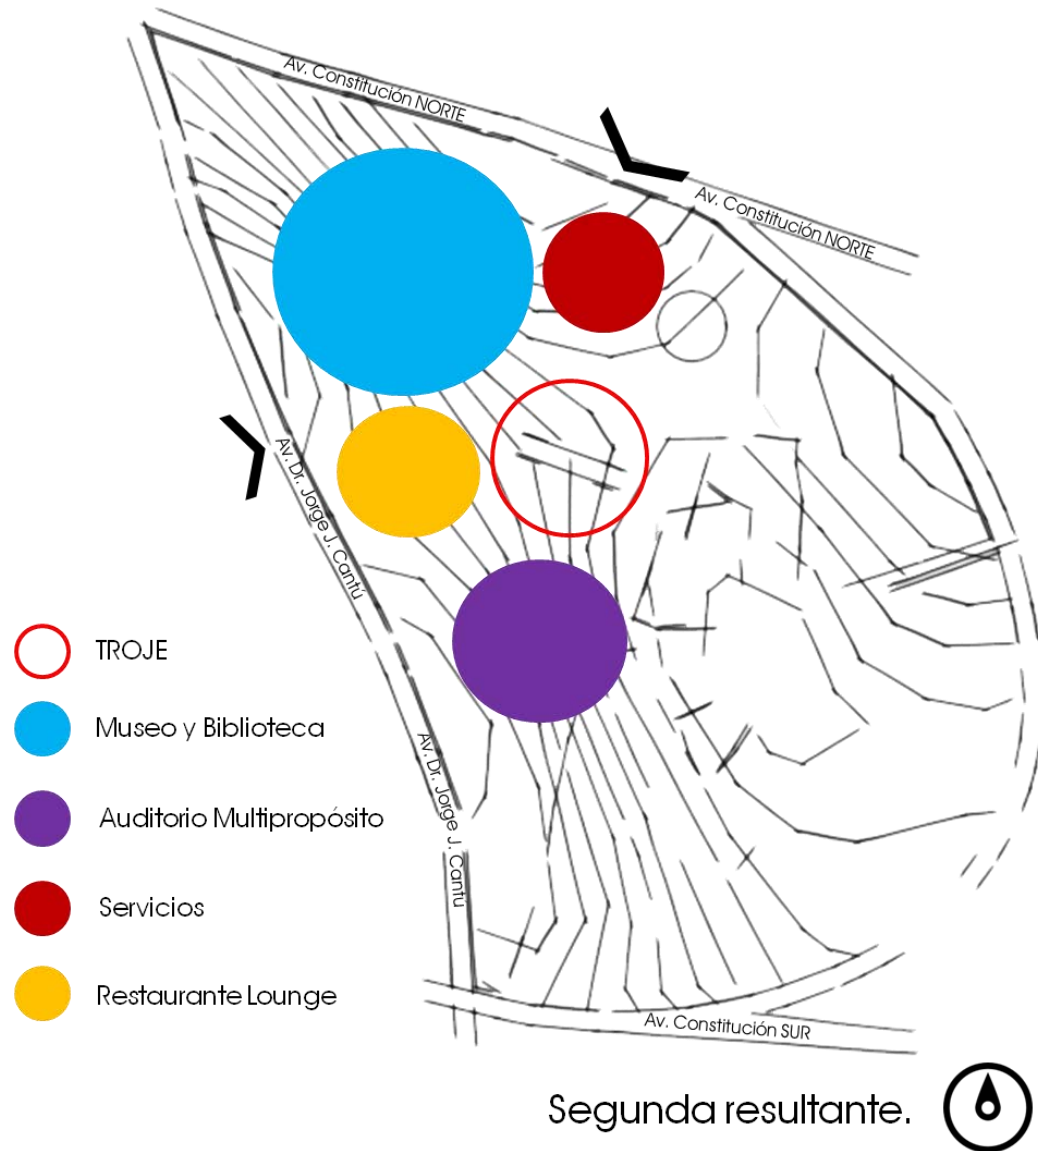 Av. Constitución NORTE
Av. Constitución NORTE
Av. Dr. Jorge J. Cantú
TROJE
Museo y Biblioteca
Av. Dr. Jorge J. Cantú
Auditorio Multipropósito
Servicios
Restaurante Lounge
Av. Constitución SUR
Segunda resultante.